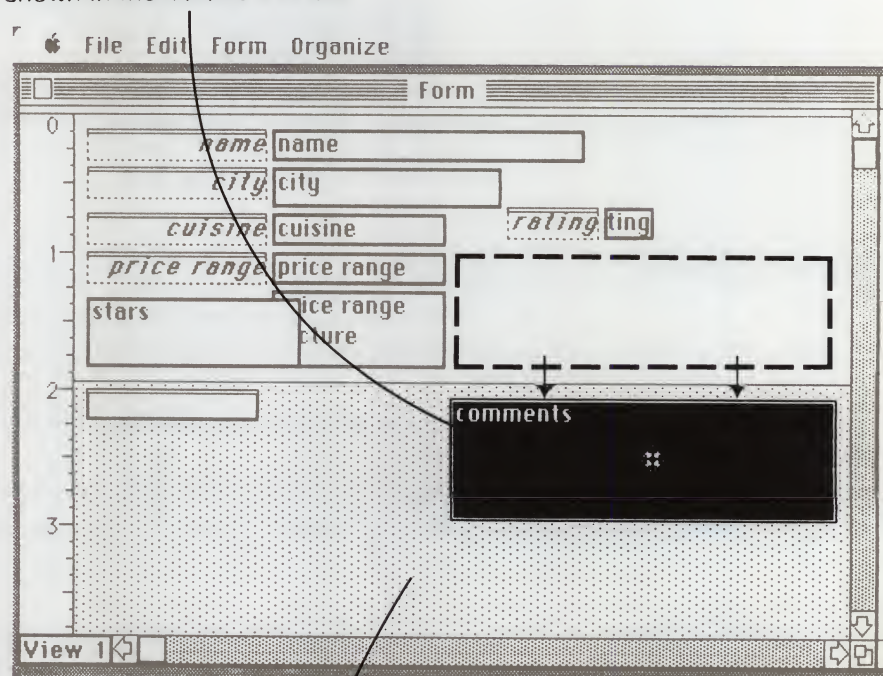 File Edit Form Organize
Form
0
name name
city city
cuisine cuisine rating ting
1
price range price range
stars ice range
cture
2
comments
3
View 1